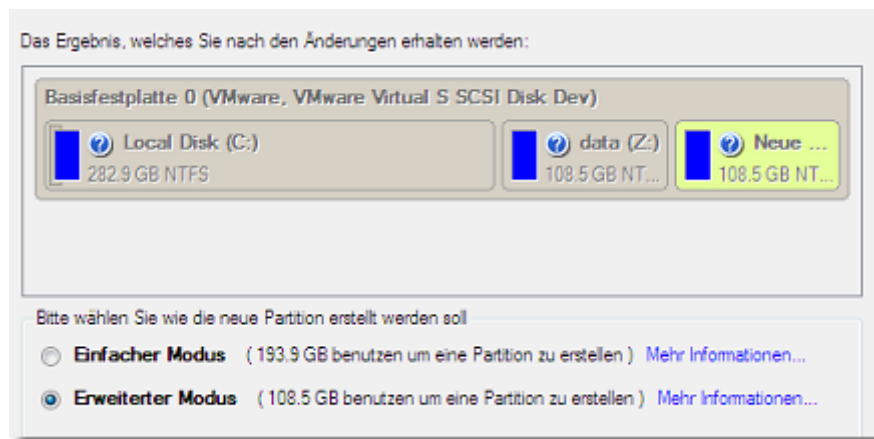 Das Ergebnis, welches Sie nach den Änderungen erhalten werden:
Basisfestplatte 0 (VMware, VMware Virtual S SCSI Disk Dev)
Local Disk (C:)
282.9 GB NTFS
data (Z:)
108.5 GB NT...
Neue ...
108.5 GB NT...
Bitte wählen Sie wie die neue Partition erstellt werden soll
Einfacher Modus ( 193.9 GB benutzen um eine Partition zu erstellen ) Mehr Informationen...
Erweiterter Modus ( 108.5 GB benutzen um eine Partition zu erstellen ) Mehr Informationen...